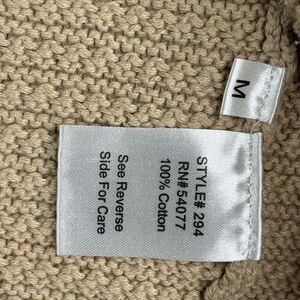 M
STYLE# 294
RN# 54077
100% Cotton
See Reverse
Side For Care